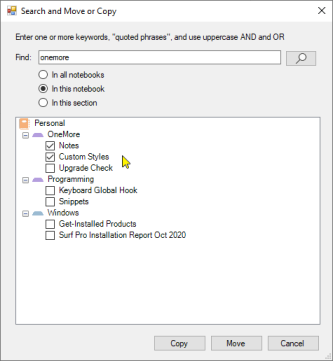 Search and Move or Copy
Enter one or more keywords, "quoted phrases", and use uppercase AND and OR
Find: onemore
In all notebooks
In this notebook
In this section
Personal
OneMore
Notes
Custom Styles
Upgrade Check
Programming
Keyboard Global Hook
Snippets
Windows
Get-Installed Products
Surf Pro Installation Report Oct 2020
Copy Move Cancel